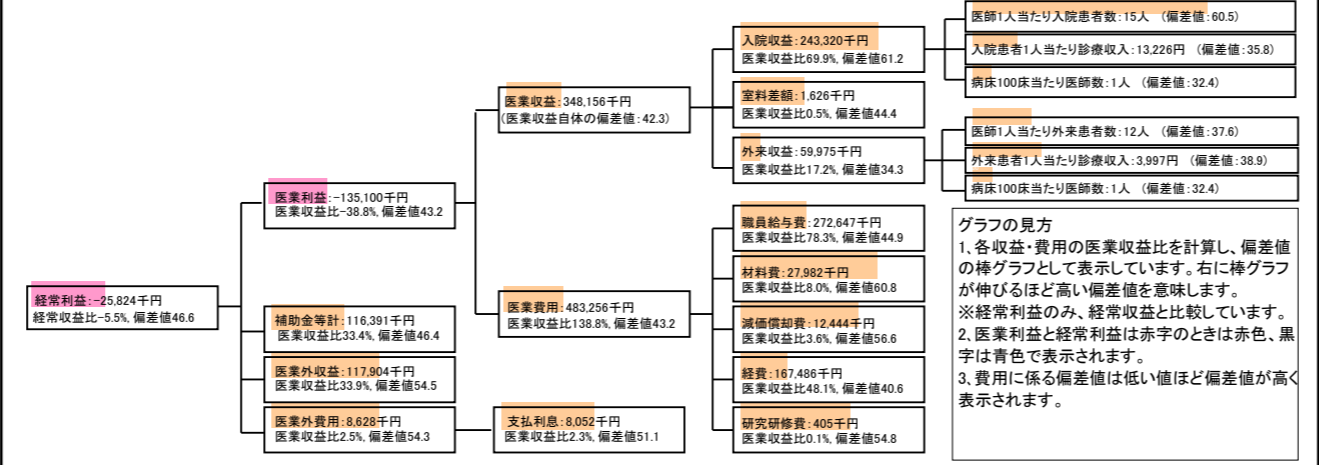 経常利益:-25,824千円
経常収益比-5.5%, 偏差値46.6
医業利益:-135,100千円
医業収益比-38.8%, 偏差値43.2
補助金等計:116,391千円
医業収益比33.4%, 偏差値46.4
医業外収益:117,904千円
医業収益比33.9%, 偏差値54.5
医業外費用:8,628千円
医業収益比2.5%, 偏差値54.3
医業収益:348,156千円
(医業収益自体の偏差値:42.3)
医業費用:483,256千円
医業収益比138.8%, 偏差値43.2
支払利息:8,052千円
医業収益比2.3%, 偏差値51.1
入院収益:243,320千円
医業収益比69.9%, 偏差値61.2
室料差額:1,626千円
医業収益比0.5%, 偏差値44.4
外来収益:59,975千円
医業収益比17.2%, 偏差値34.3
職員給与費:272,647千円
医業収益比78.3%, 偏差値44.9
材料費:27,982千円
医業収益比8.0%, 偏差値60.8
減価償却費:12,444千円
医業収益比3.6%, 偏差値56.6
経費:167,486千円
医業収益比48.1%, 偏差値40.6
研究研修費:405千円
医業収益比0.1%, 偏差値54.8
医師1人当たり入院患者数:15人 (偏差値:60.5)
入院患者1人当たり診療収入:13,226円 (偏差値:35.8)
病床100床当たり医師数:1人 (偏差値:32.4)
医師1人当たり外来患者数:12人 (偏差値:37.6)
外来患者1人当たり診療収入:3,997円 (偏差値:38.9)
病床100床当たり医師数:1人 (偏差値:32.4)
グラフの見方
1、各収益・費用の医業収益比を計算し、偏差値
の棒グラフとして表示しています。右に棒グラフ
が伸びるほど高い偏差値を意味します。
※経常利益のみ、経常収益と比較しています。
2、医業利益と経常利益は赤字のときは赤色、黒
字は青色で表示されます。
3、費用に係る偏差値は低い値ほど偏差値が高く
表示されます。